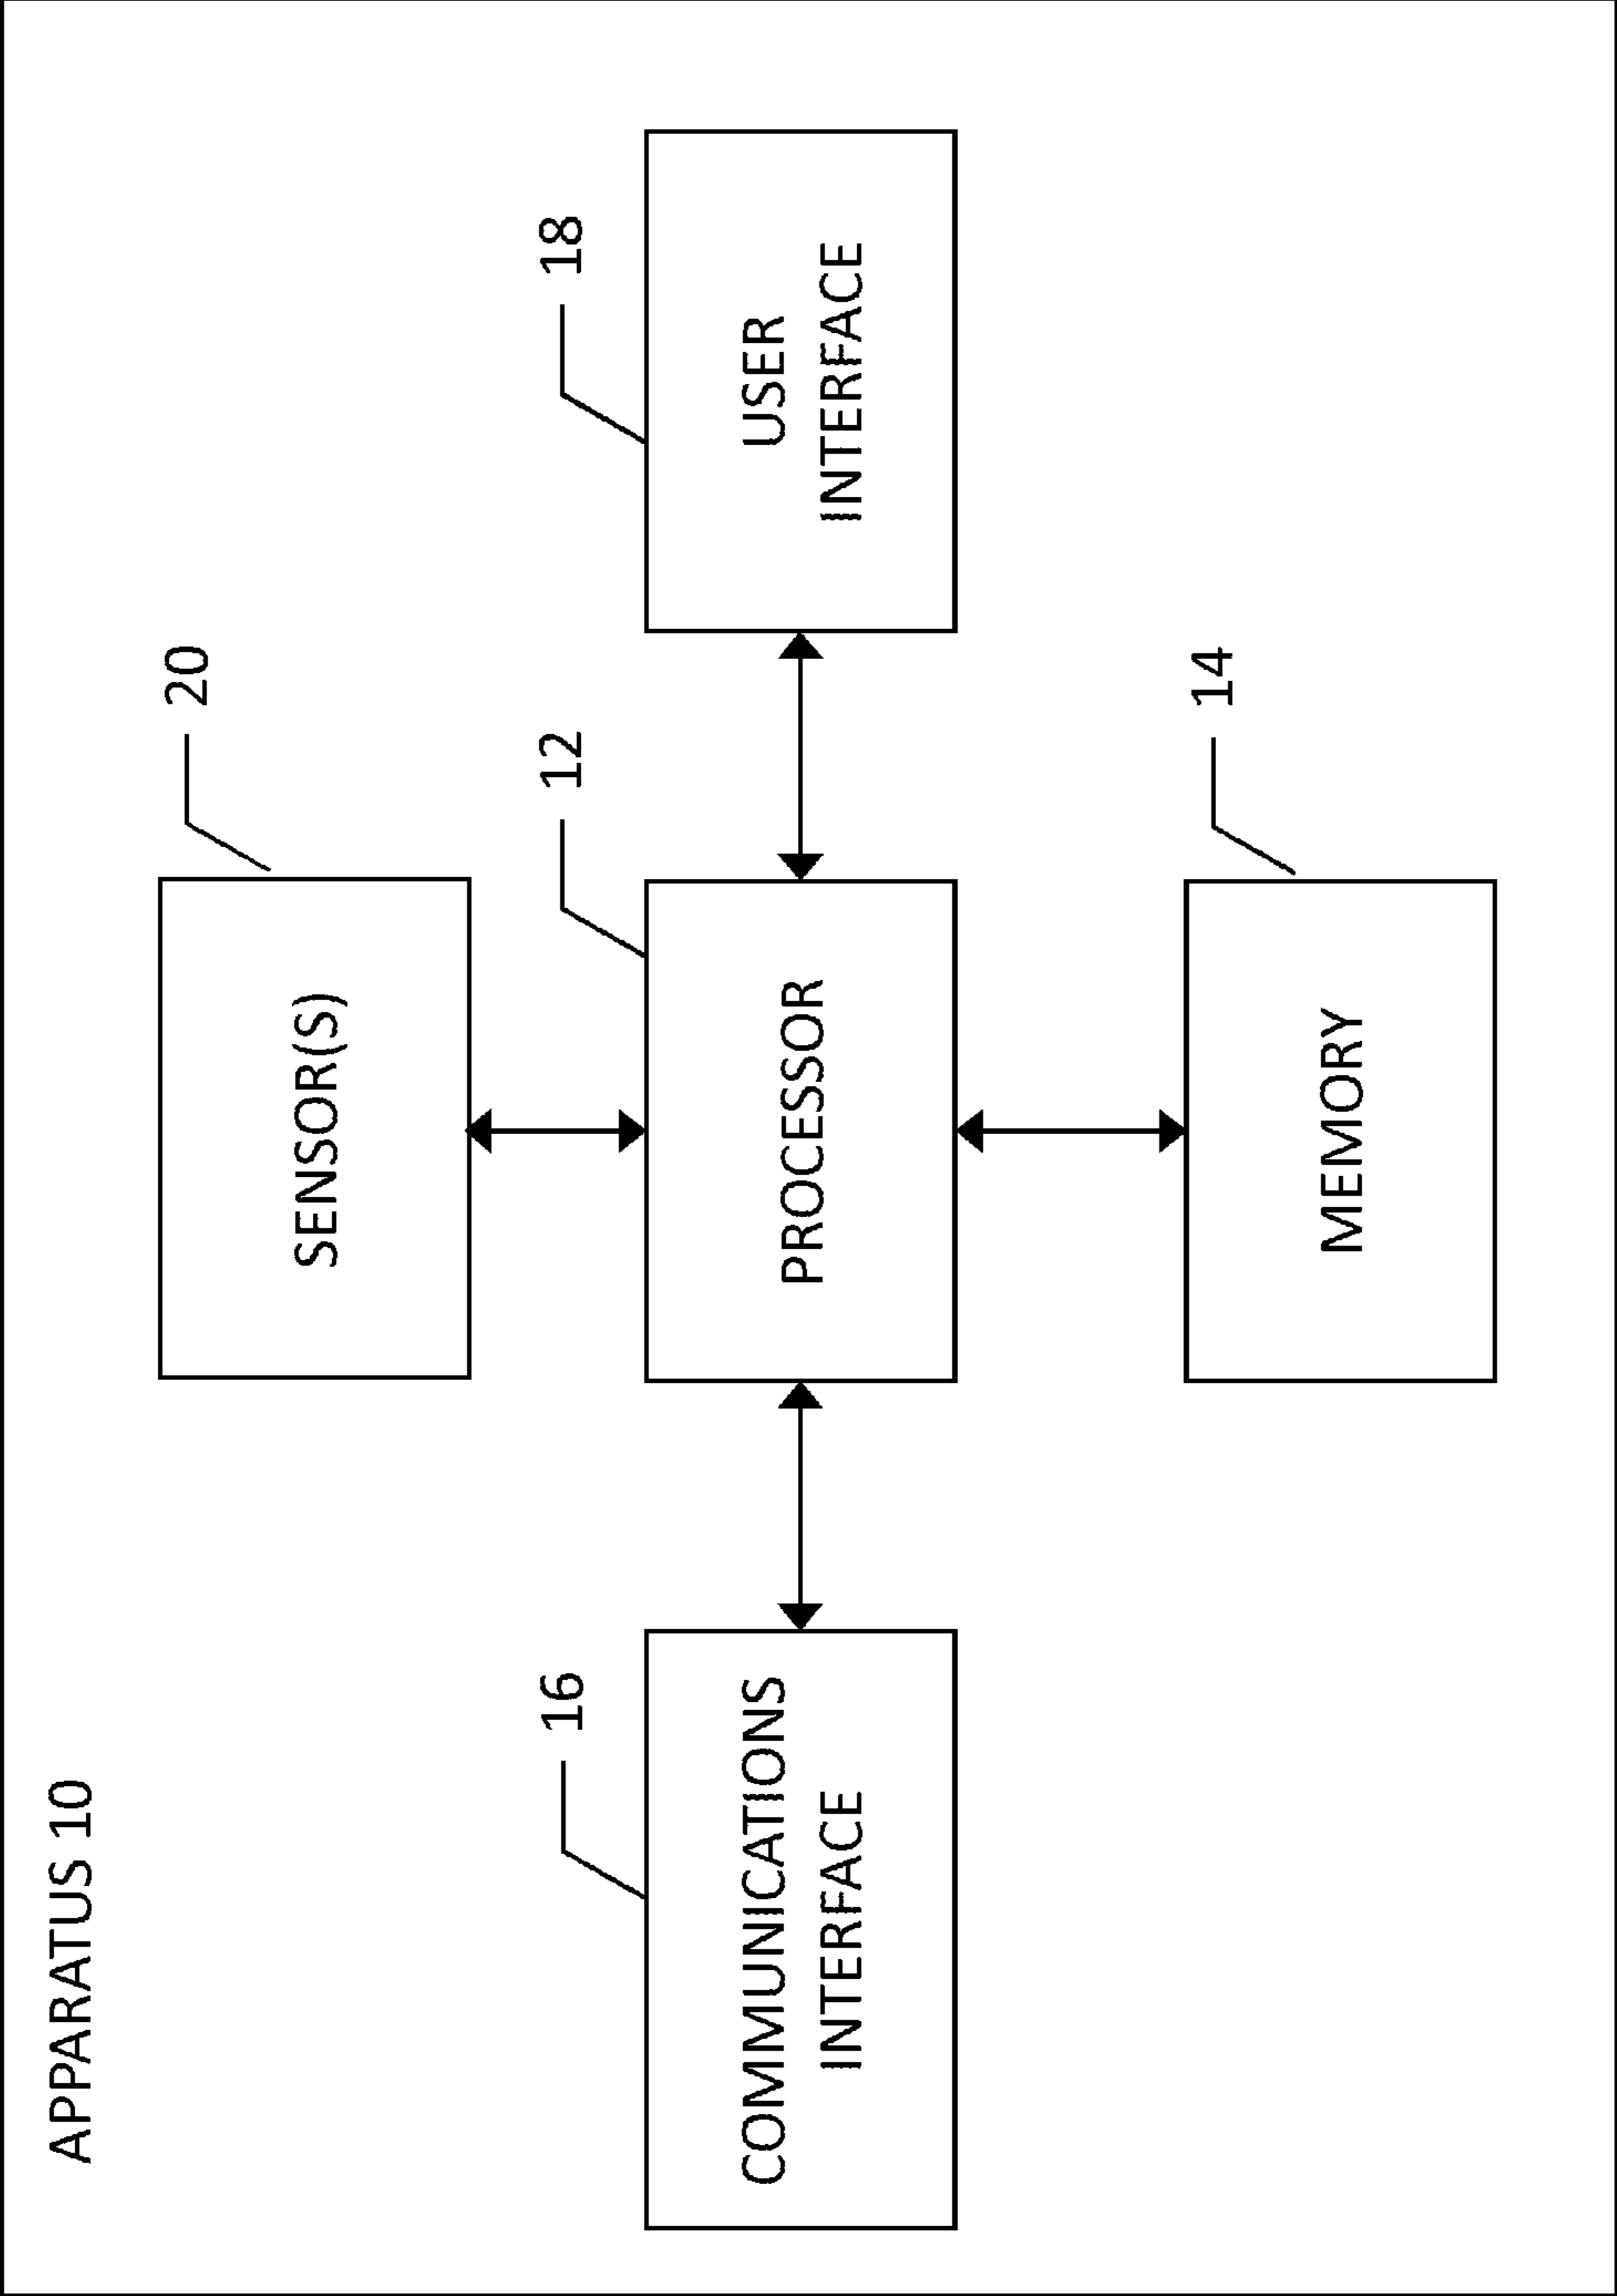 APPARATUS 10
20
SENSOR(S)
16
12
18
COMMUNICATIONS
INTERFACE
PROCESSOR
USER
INTERFACE
14
MEMORY